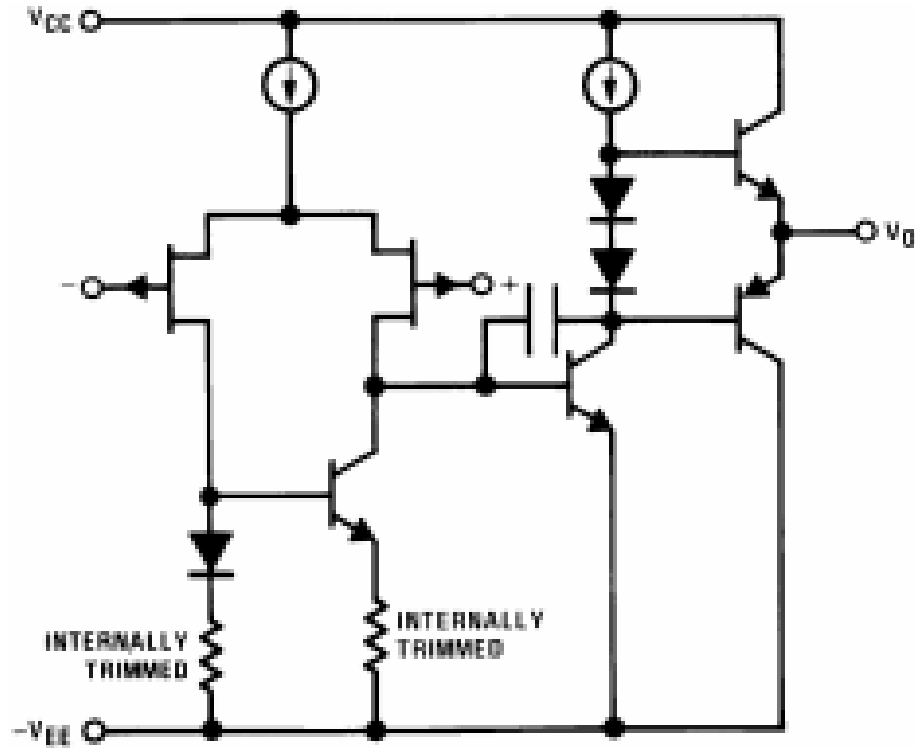 VCC
- +
VO
INTERNALLY
TRIMMED
INTERNALLY
TRIMMED
-VEE